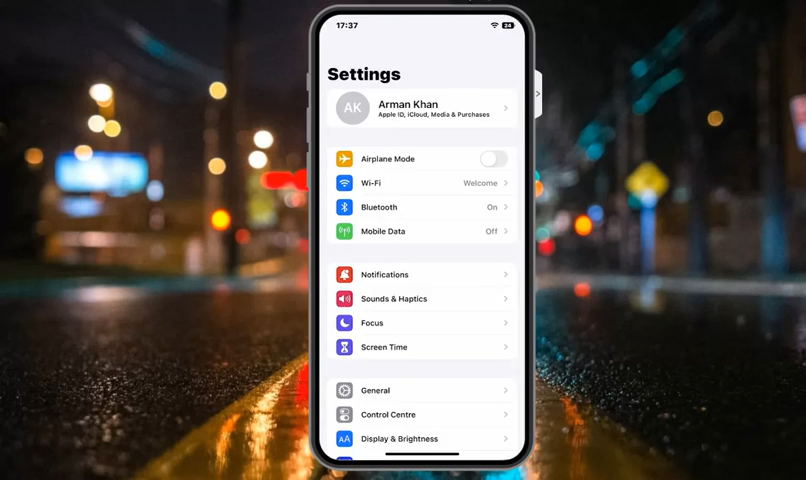 17:37
24
Settings
AK
Arman Khan
Apple ID, iCloud, Media & Purchases
Airplane Mode
Wi-Fi Welcome
Bluetooth On
Mobile Data Off
Notifications
Sounds & Haptics
Focus
Screen Time
General
Control Centre
AA Display & Brightness